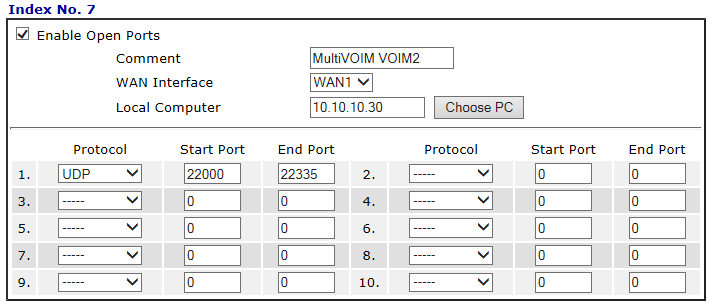 Index No. 7
Enable Open Ports
Comment MultiVOIM VOIM2
WAN Interface WAN1
Local Computer 10.10.10.30 Choose PC
Protocol Start Port End Port Protocol Start Port End Port
1. UDP 22000 22335 2. ----- 0 0
3. ----- 0 0 4. ----- 0 0
5. ----- 0 0 6. ----- 0 0
7. ----- 0 0 8. ----- 0 0
9. ----- 0 0 10. ----- 0 0